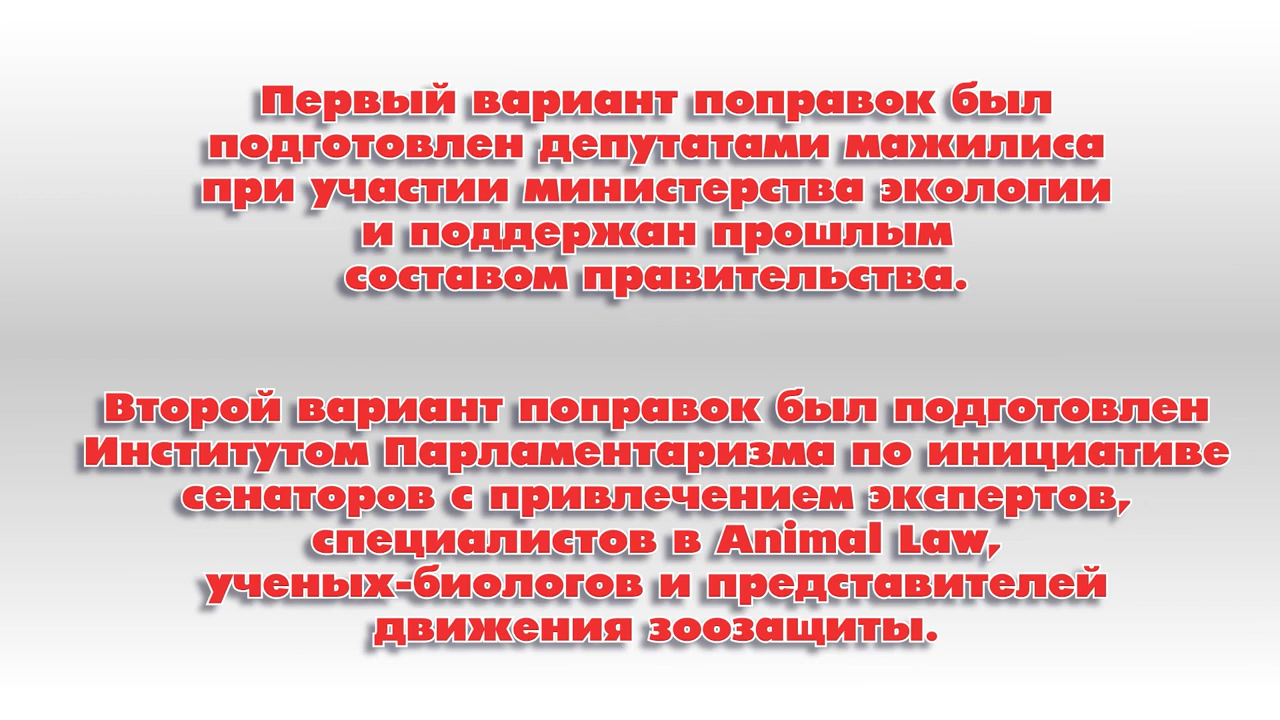 Первый вариант поправок был
подготовлен депутатами мажилиса
при участии министерства экологии
и поддержан прошлым
составом правительства.
Второй вариант поправок был подготовлен
Институтом Парламентаризма по инициативе
сенаторов с привлечением экспертов,
специалистов в Animal Law,
ученых-биологов и представителей
движения зоозащиты.